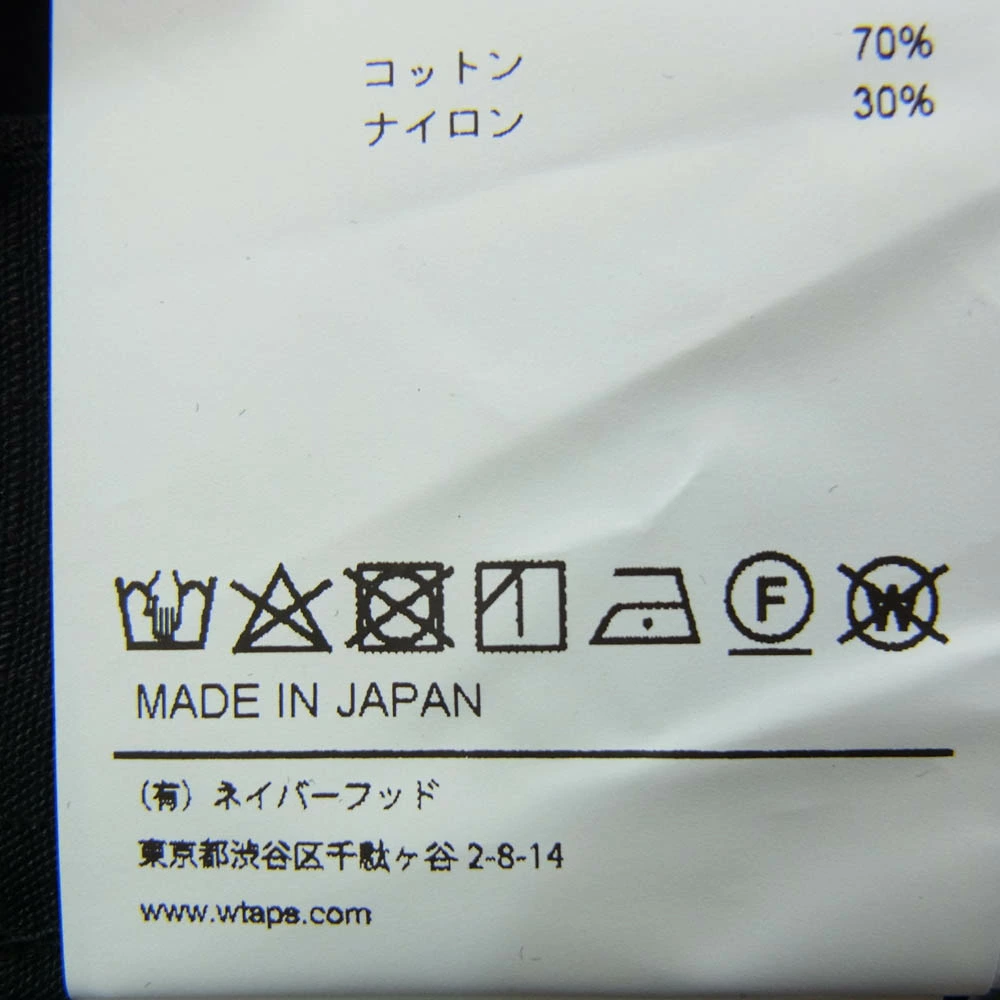 コットン 70%
ナイロン 30%
F W
MADE IN JAPAN
(有) ネイバーフッド
東京都渋谷区千駄ヶ谷 2-8-14
www.wtaps.com